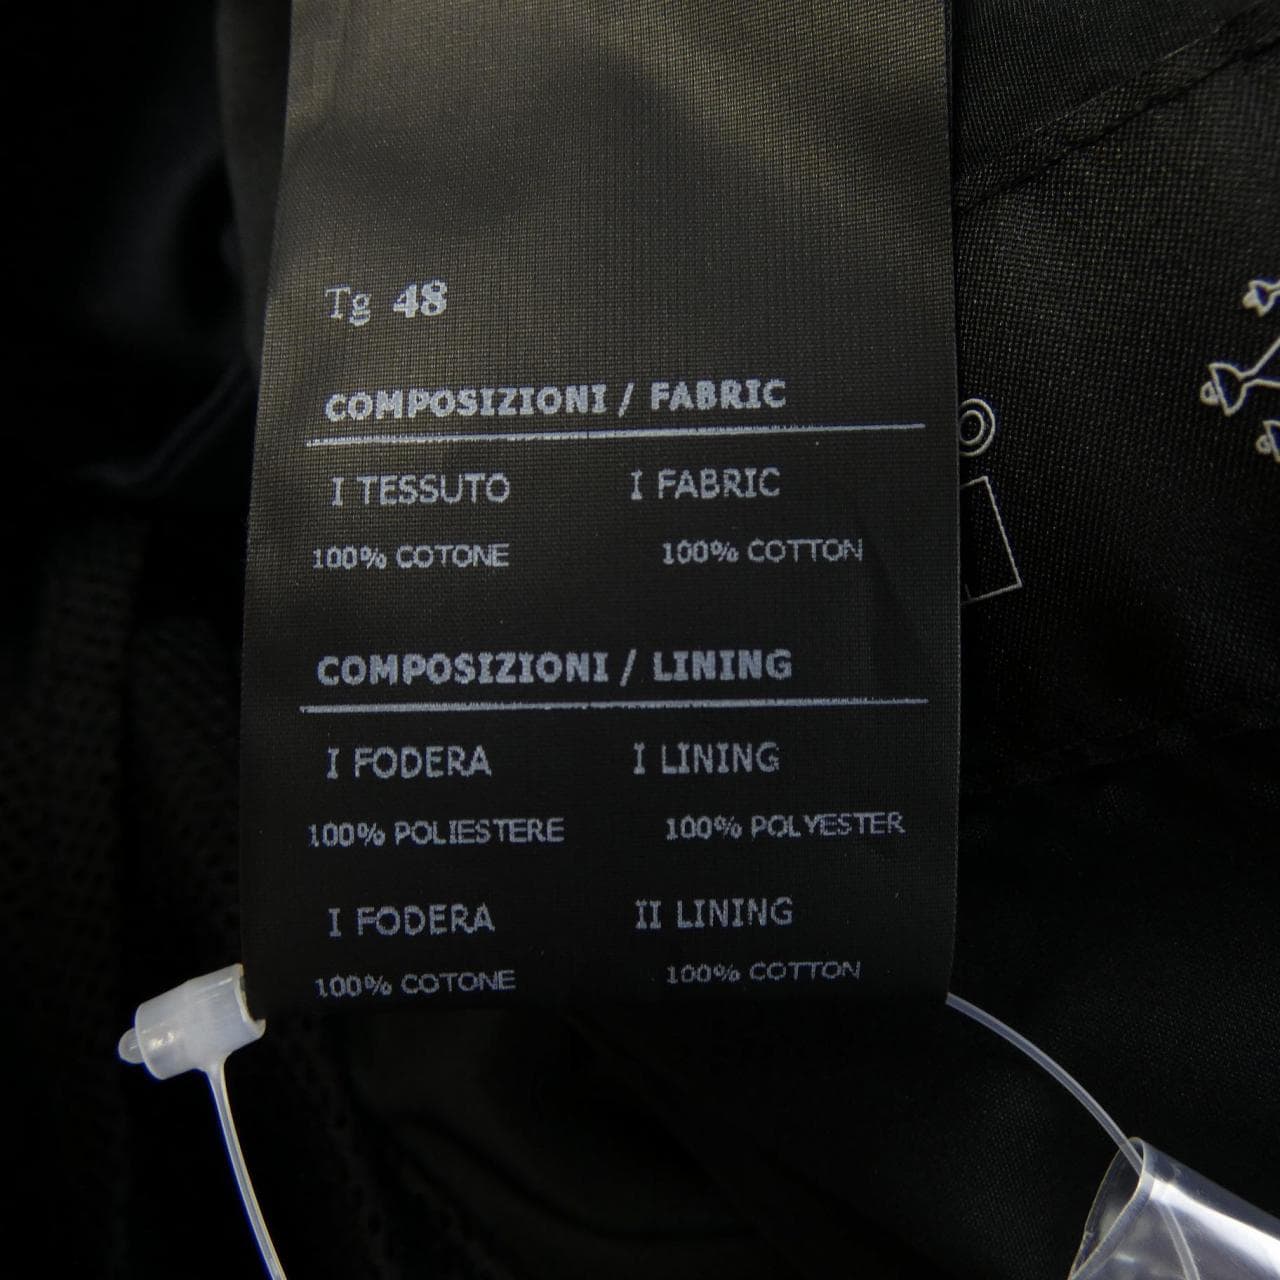 Tg 48
COMPOSIZIONI / FABRIC
I TESSUTO I FABRIC
100% COTONE 100% COTTON
COMPOSIZIONI / LINING
I FODERA I LINING
100% POLIESTERE 100% POLYESTER
I FODERA II LINING
100% COTONE 100% COTTON